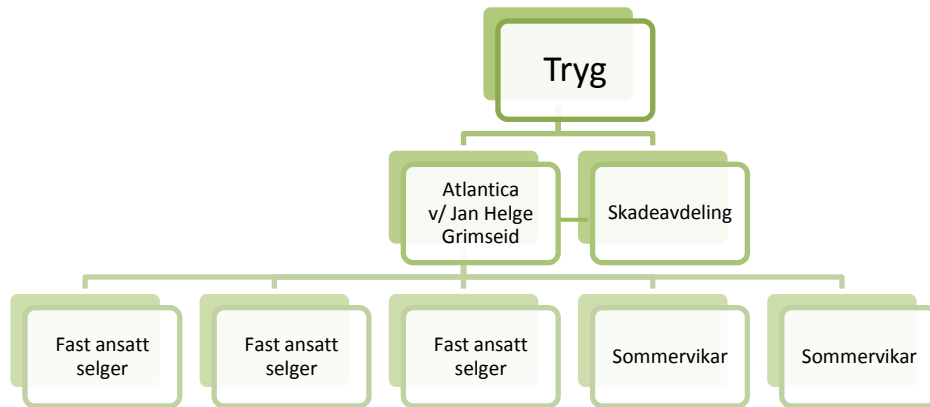 Tryg
Atlantica
v/ Jan Helge
Grimseid
Skadeavdeling
Fast ansatt
selger
Fast ansatt
selger
Fast ansatt
selger
Sommervikar
Sommervikar